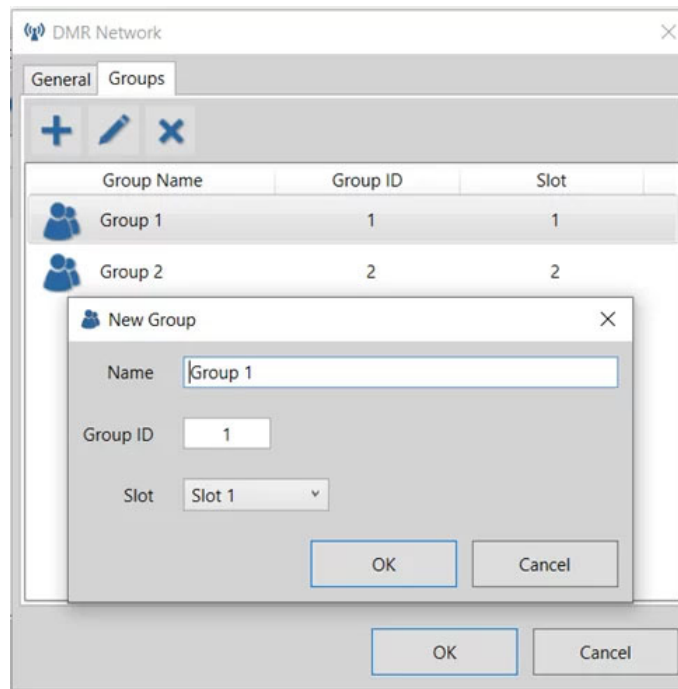 DMR Network
General Groups
Group Name Group ID Slot
Group 1 1 1
Group 2 2 2
New Group
Name Group 1
Group ID 1
Slot Slot 1
OK Cancel
OK Cancel